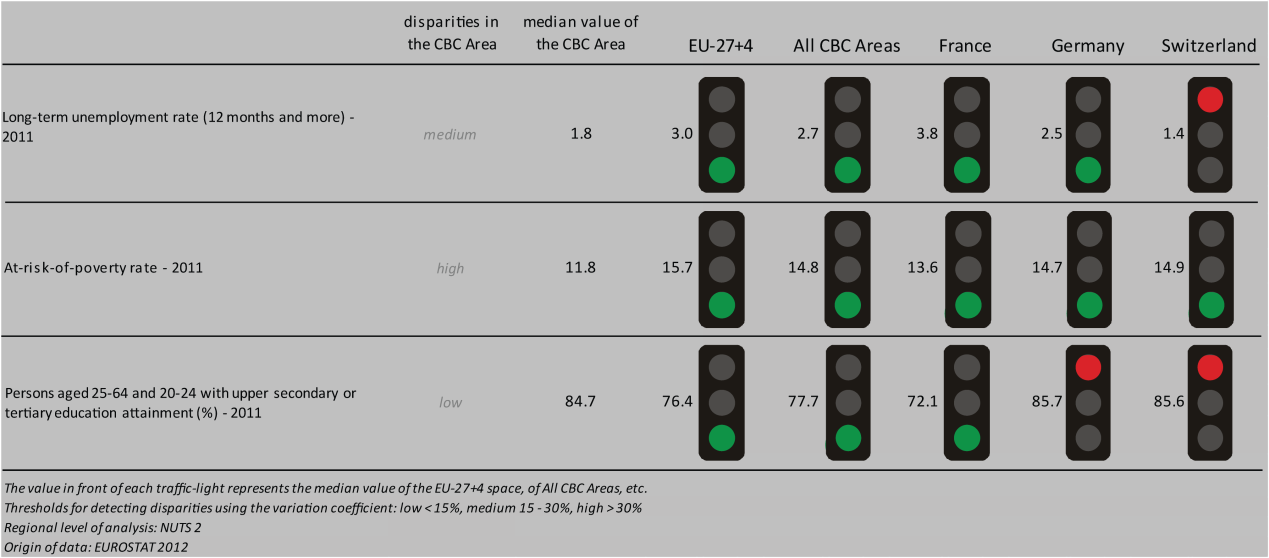 disparities in the CBC Area
median value of the CBC Area
EU-27+4
All CBC Areas
France
Germany
Switzerland
Long-term unemployment rate (12 months and more) -
2011
medium
1.8
3.0
2.7
3.8
2.5
1.4
At-risk-of-poverty rate - 2011
high
11.8
15.7
14.8
13.6
14.7
14.9
Persons aged 25-64 and 20-24 with upper secondary or
tertiary education attainment (%) - 2011
low
84.7
76.4
77.7
72.1
85.7
85.6
The value in front of each traffic-light represents the median value of the EU-27+4 space, of All CBC Areas, etc.
Thresholds for detecting disparities using the variation coefficient: low < 15%, medium 15 - 30%, high > 30%
Regional level of analysis: NUTS 2
Origin of data: EUROSTAT 2012